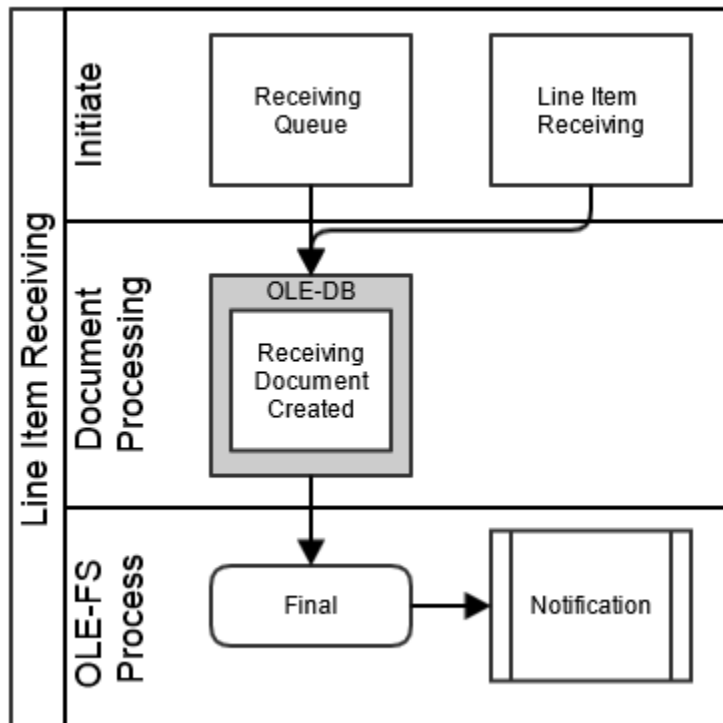 Line Item Receiving
Initiate
Receiving
Queue
Line Item
Receiving
Document
Processing
OLE-DB
Receiving
Document
Created
OLE-FS
Process
Final
Notification